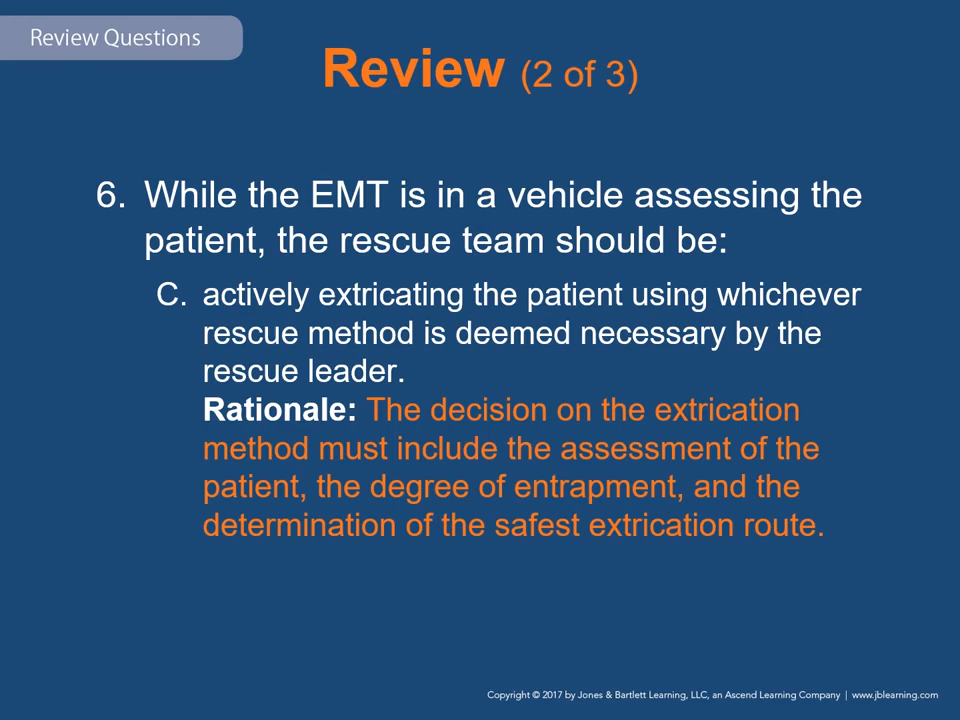 Review Questions
Review (2 of 3)
6. While the EMT is in a vehicle assessing the
patient, the rescue team should be:
C. actively extricating the patient using whichever
rescue method is deemed necessary by the
rescue leader.
Rationale: The decision on the extrication
method must include the assessment of the
patient, the degree of entrapment, and the
determination of the safest extrication route.
Copyright © 2017 by Jones & Bartlett Learning, LLC, an Ascend Learning Company | www.jblearning.com